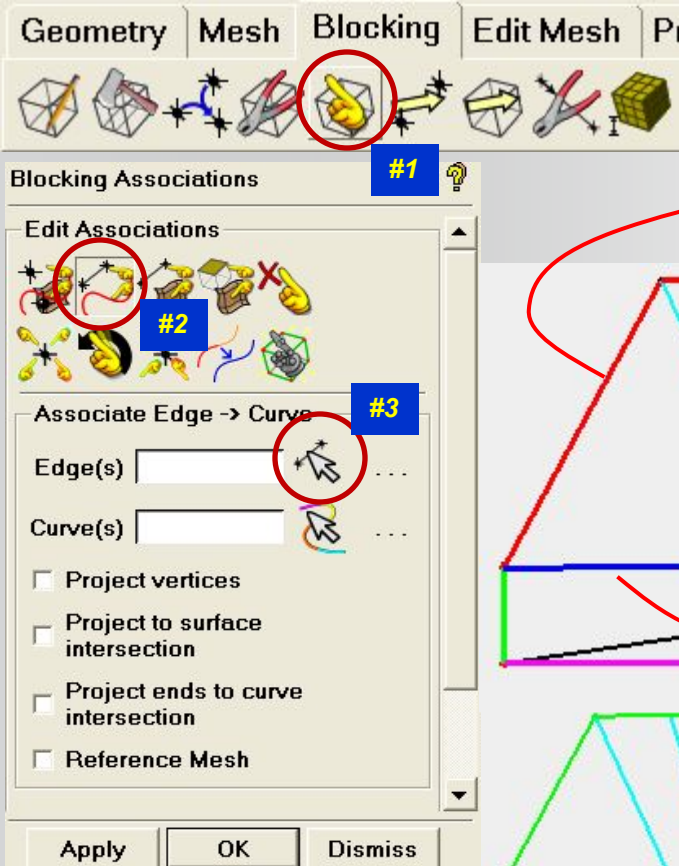 Geometry Mesh Blocking Edit Mesh
#1
Blocking Associations
Edit Associations
#2
Associate Edge -> Curve
#3
Edge(s) ...
Curve(s) ...
Project vertices
Project to surface
intersection
Project ends to curve
intersection
Reference Mesh
Apply OK Dismiss